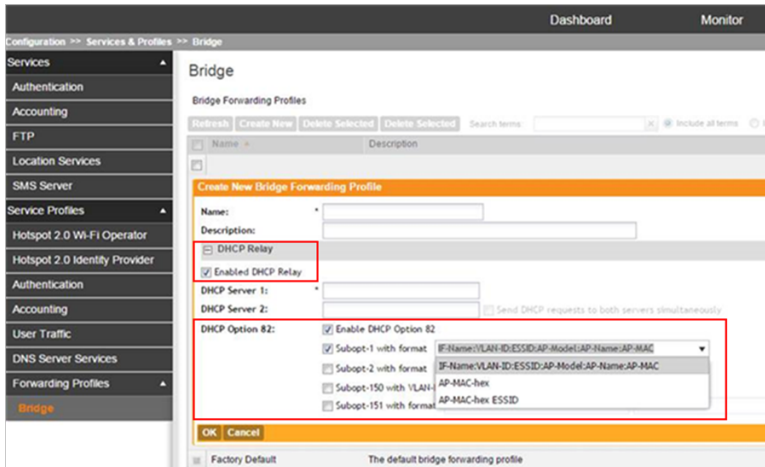 Dashboard Monitor
Configuration >> Services & Profiles >> Bridge
Services
Authentication
Accounting
FTP
Location Services
SMS Server
Service Profiles
Hotspot 2.0 Wi-Fi Operator
Hotspot 2.0 Identity Provider
Authentication
Accounting
User Traffic
DNS Server Services
Forwarding Profiles
Bridge
Bridge
Bridge Forwarding Profiles
Refresh Create New Delete Selected Delete Selected Search terms: Include all terms
Name Description
Create New Bridge Forwarding Profile
Name: *
Description:
DHCP Relay
Enabled DHCP Relay
DHCP Server 1: *
DHCP Server 2: Send DHCP requests to both servers simultaneously
DHCP Option 82: Enable DHCP Option 82
Subopt-1 with format IF-Name:VLAN-ID:ESSID:AP-Model:AP-Name:AP-MAC
Subopt-2 with format IF-Name:VLAN-ID:ESSID:AP-Model:AP-Name:AP-MAC
Subopt-150 with VLAN- AP-MAC-hex
Subopt-151 with format AP-MAC-hex ESSID
OK Cancel
Factory Default The default bridge forwarding profile